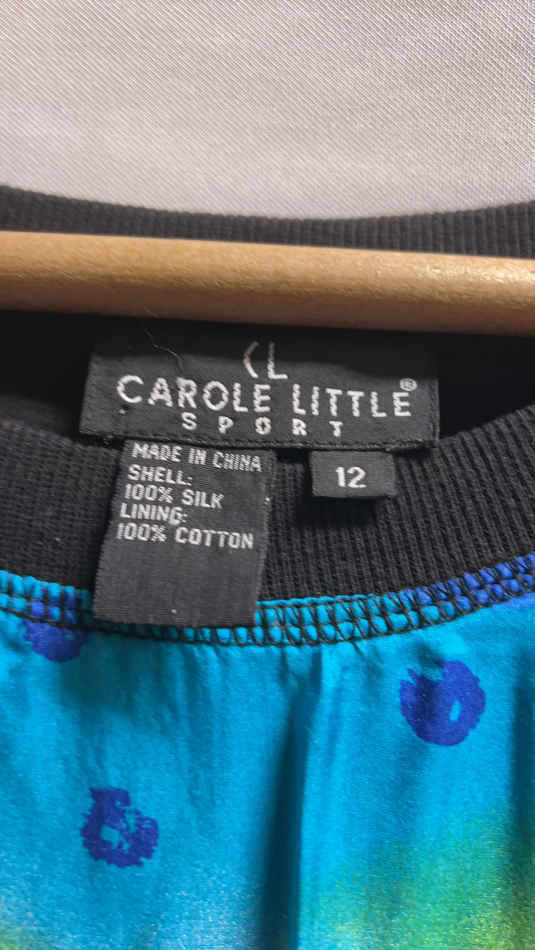 CL
CAROLE LITTLE®
SPORT
MADE IN CHINA
SHELL:
100% SILK
LINING:
100% COTTON
12